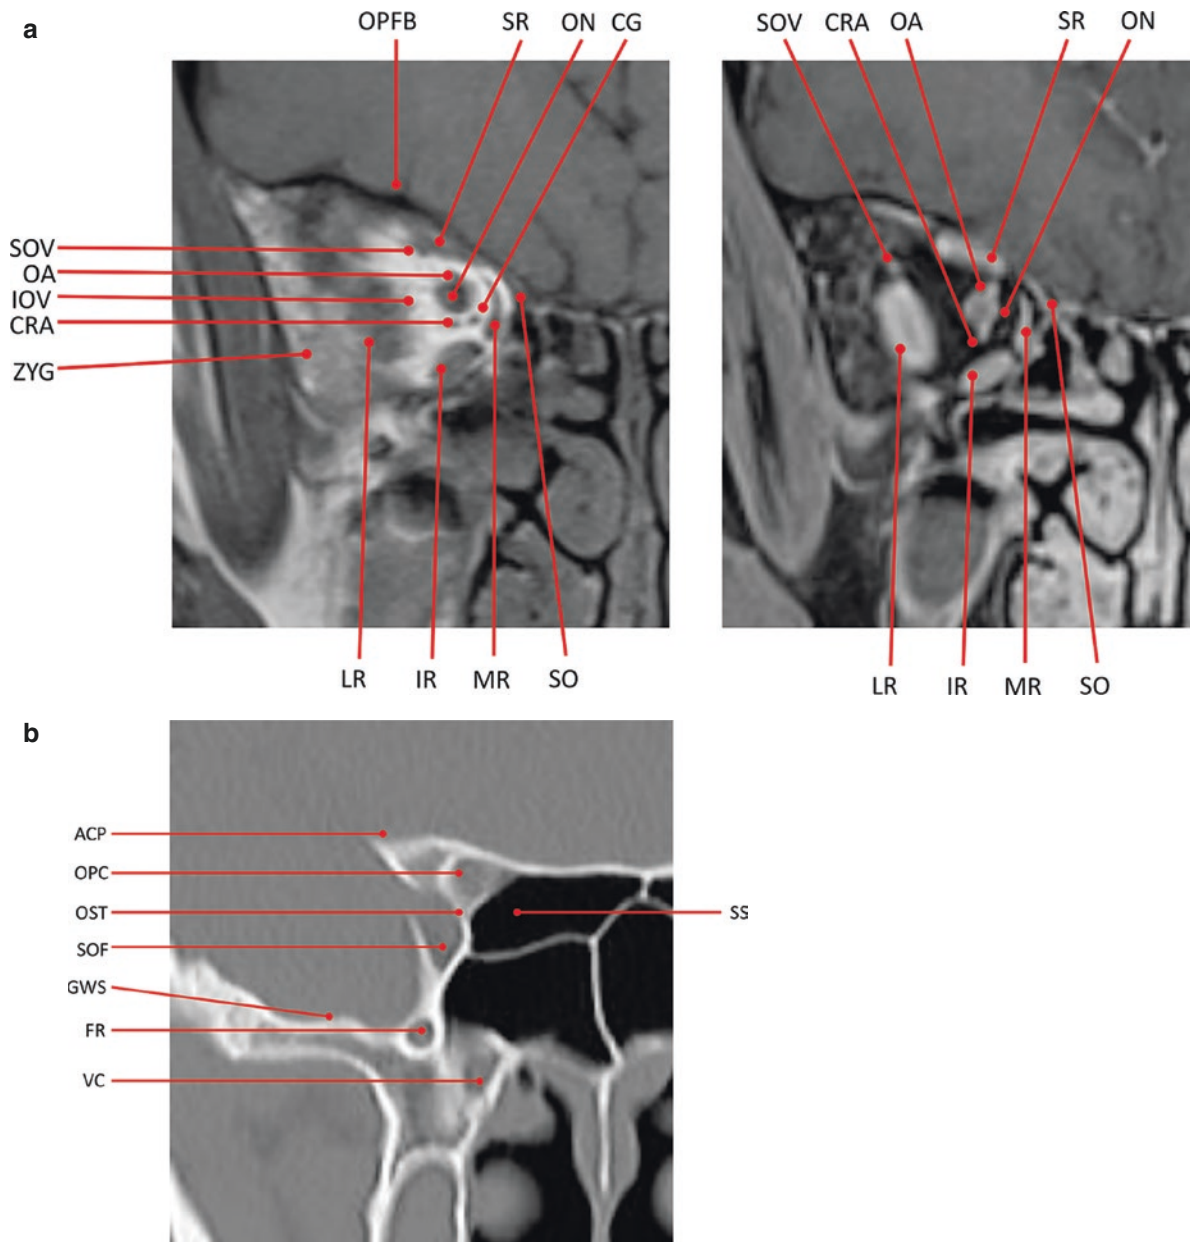 a
OPFB SR ON CG
SOV CRA OA SR ON
SOV
OA
IOV
CRA
ZYG
LR IR MR SO
LR IR MR SO
b
ACP
OPC
OST
SOF
GWS
FR
VC
SS